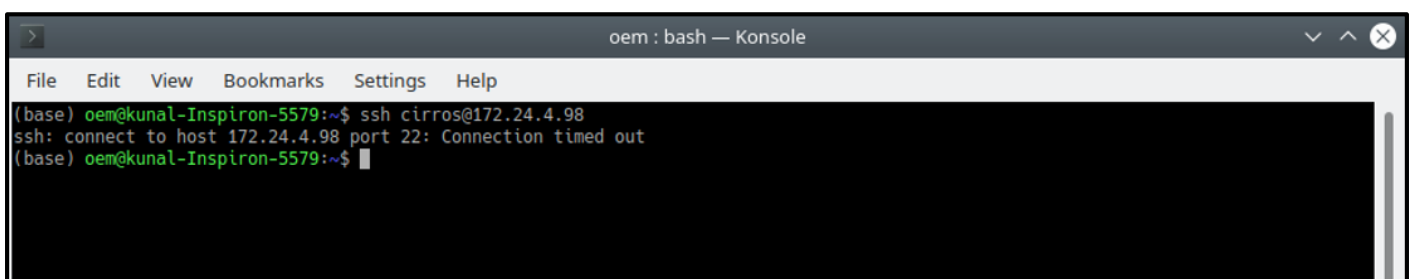 oem : bash — Konsole
File Edit View Bookmarks Settings Help
(base) oem@kunal-Inspiron-5579:~$ ssh cirros@172.24.4.98
ssh: connect to host 172.24.4.98 port 22: Connection timed out
(base) oem@kunal-Inspiron-5579:~$